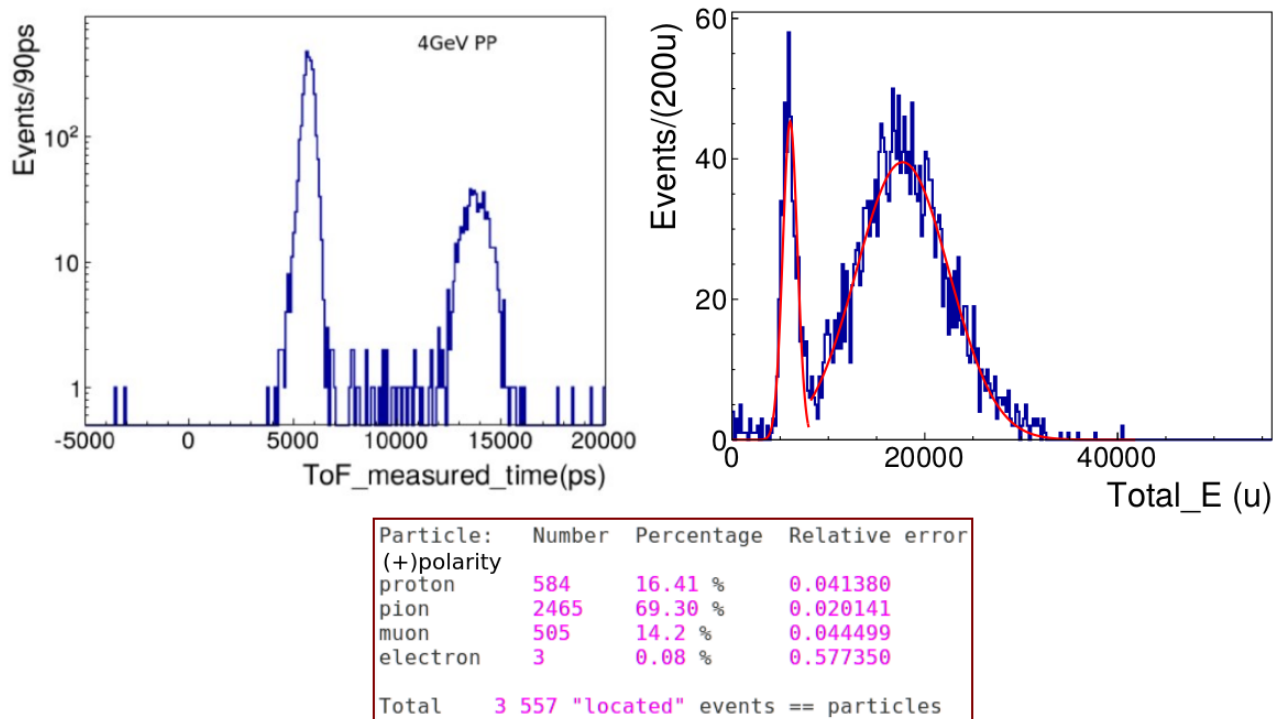 4GeV PP
Events/90ps
10²
10
1
-5000 0 5000 10000 15000 20000
ToF_measured_time(ps)
Events/(200u)
60
40
20
0
0 20000 40000
Total_E (u)
Particle: Number Percentage Relative error
(+)polarity
proton 584 16.41 % 0.041380
pion 2465 69.30 % 0.020141
muon 505 14.2 % 0.044499
electron 3 0.08 % 0.577350
Total 3 557 "located" events == particles